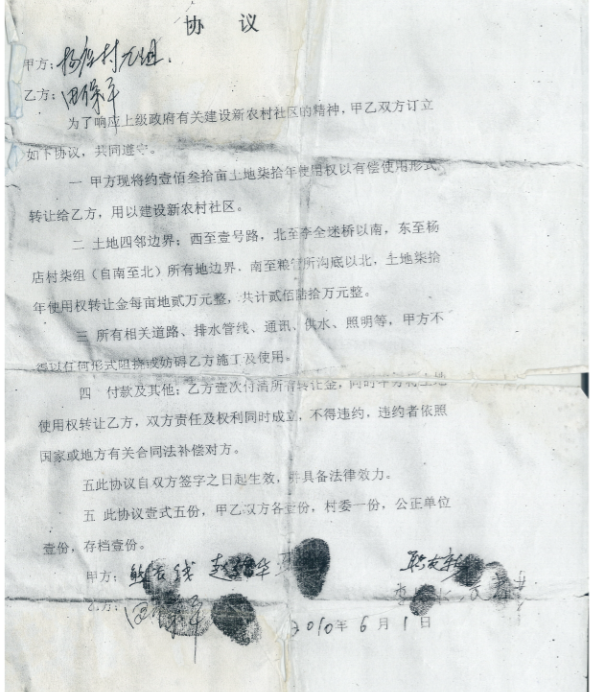 协 议
甲方：杨店村六组
乙方：田保平
为了响应上级政府有关建设新农村社区的精神，甲乙双方订立
如下协议，共同遵守。
一 甲方现将约壹佰叁拾亩土地柒拾年使用权以有偿使用形式
转让给乙方，用以建设新农村社区。
二 土地四邻边界：西至壹号路，北至李全迷桥以南，东至杨
店村柒组（自南至北）所有地边界，南至粮管所沟底以北，土地柒拾
年使用权转让金每亩地贰万元整，共计贰佰陆拾万元整。
三 所有相关道路、排水管线、通讯、供水、照明等，甲方不
得以任何形式阻挠或妨碍乙方施工及使用。
四 付款及其他：乙方壹次付清所有转让金，同时甲方将土地
使用权转让乙方，双方责任及权利同时成立，不得违约，违约者依照
国家或地方有关合同法补偿对方。
五此协议自双方签字之日起生效，并具备法律效力。
五 此协议壹式五份，甲乙双方各壹份，村委一份，公正单位
壹份，存档壹份。
甲方：
乙方：田保平
2010年6月1日